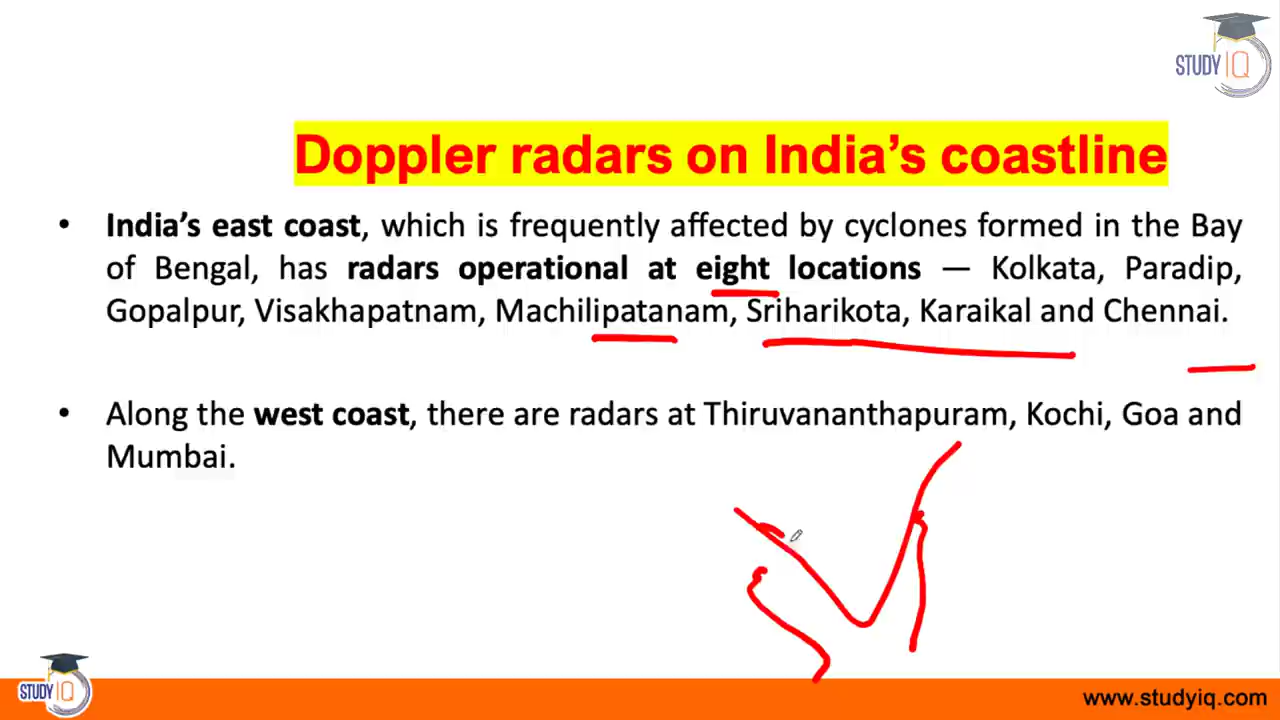 STUDY IQ
Doppler radars on India's coastline
• India's east coast, which is frequently affected by cyclones formed in the Bay
of Bengal, has radars operational at eight locations — Kolkata, Paradip,
Gopalpur, Visakhapatnam, Machilipatanam, Sriharikota, Karaikal and Chennai.
• Along the west coast, there are radars at Thiruvananthapuram, Kochi, Goa and
Mumbai.
STUDY IQ
www.studyiq.com